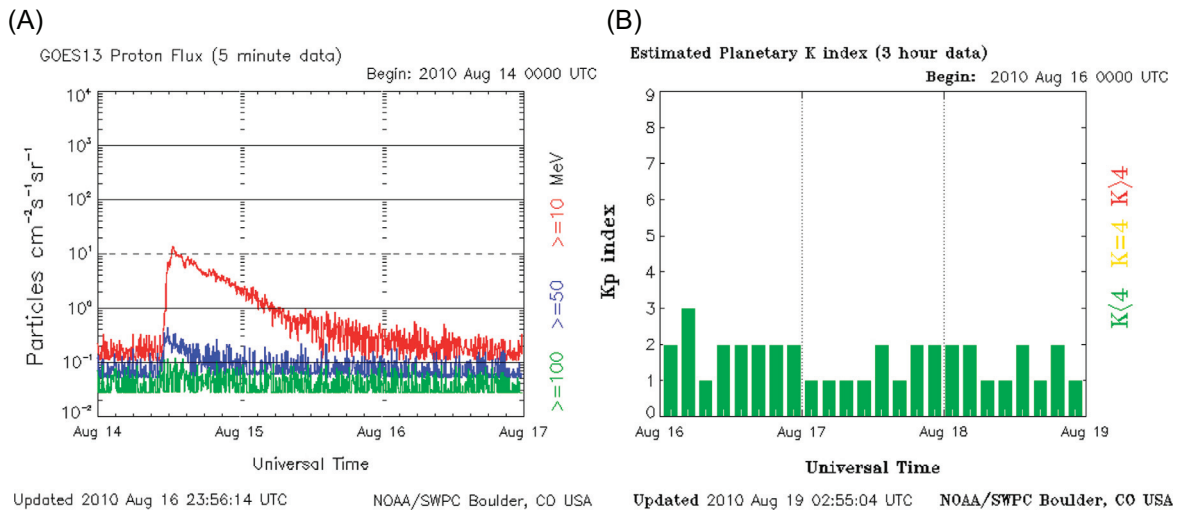 (A)
GOES13 Proton Flux (5 minute data)
Begin: 2010 Aug 14 0000 UTC
Particles cm⁻²s⁻¹sr⁻¹
10⁴
10³
10²
10¹
10⁰
10⁻¹
10⁻²
Aug 14 Aug 15 Aug 16 Aug 17
Universal Time
>=100 >=50 >=10 MeV
Updated 2010 Aug 16 23:56:14 UTC NOAA/SWPC Boulder, CO USA
(B)
Estimated Planetary K index (3 hour data)
Begin: 2010 Aug 16 0000 UTC
Kp index
9
8
7
6
5
4
3
2
1
0
Aug 16 Aug 17 Aug 18 Aug 19
Universal Time
K<4 K=4 K>4
Updated 2010 Aug 19 02:55:04 UTC NOAA/SWPC Boulder, CO USA